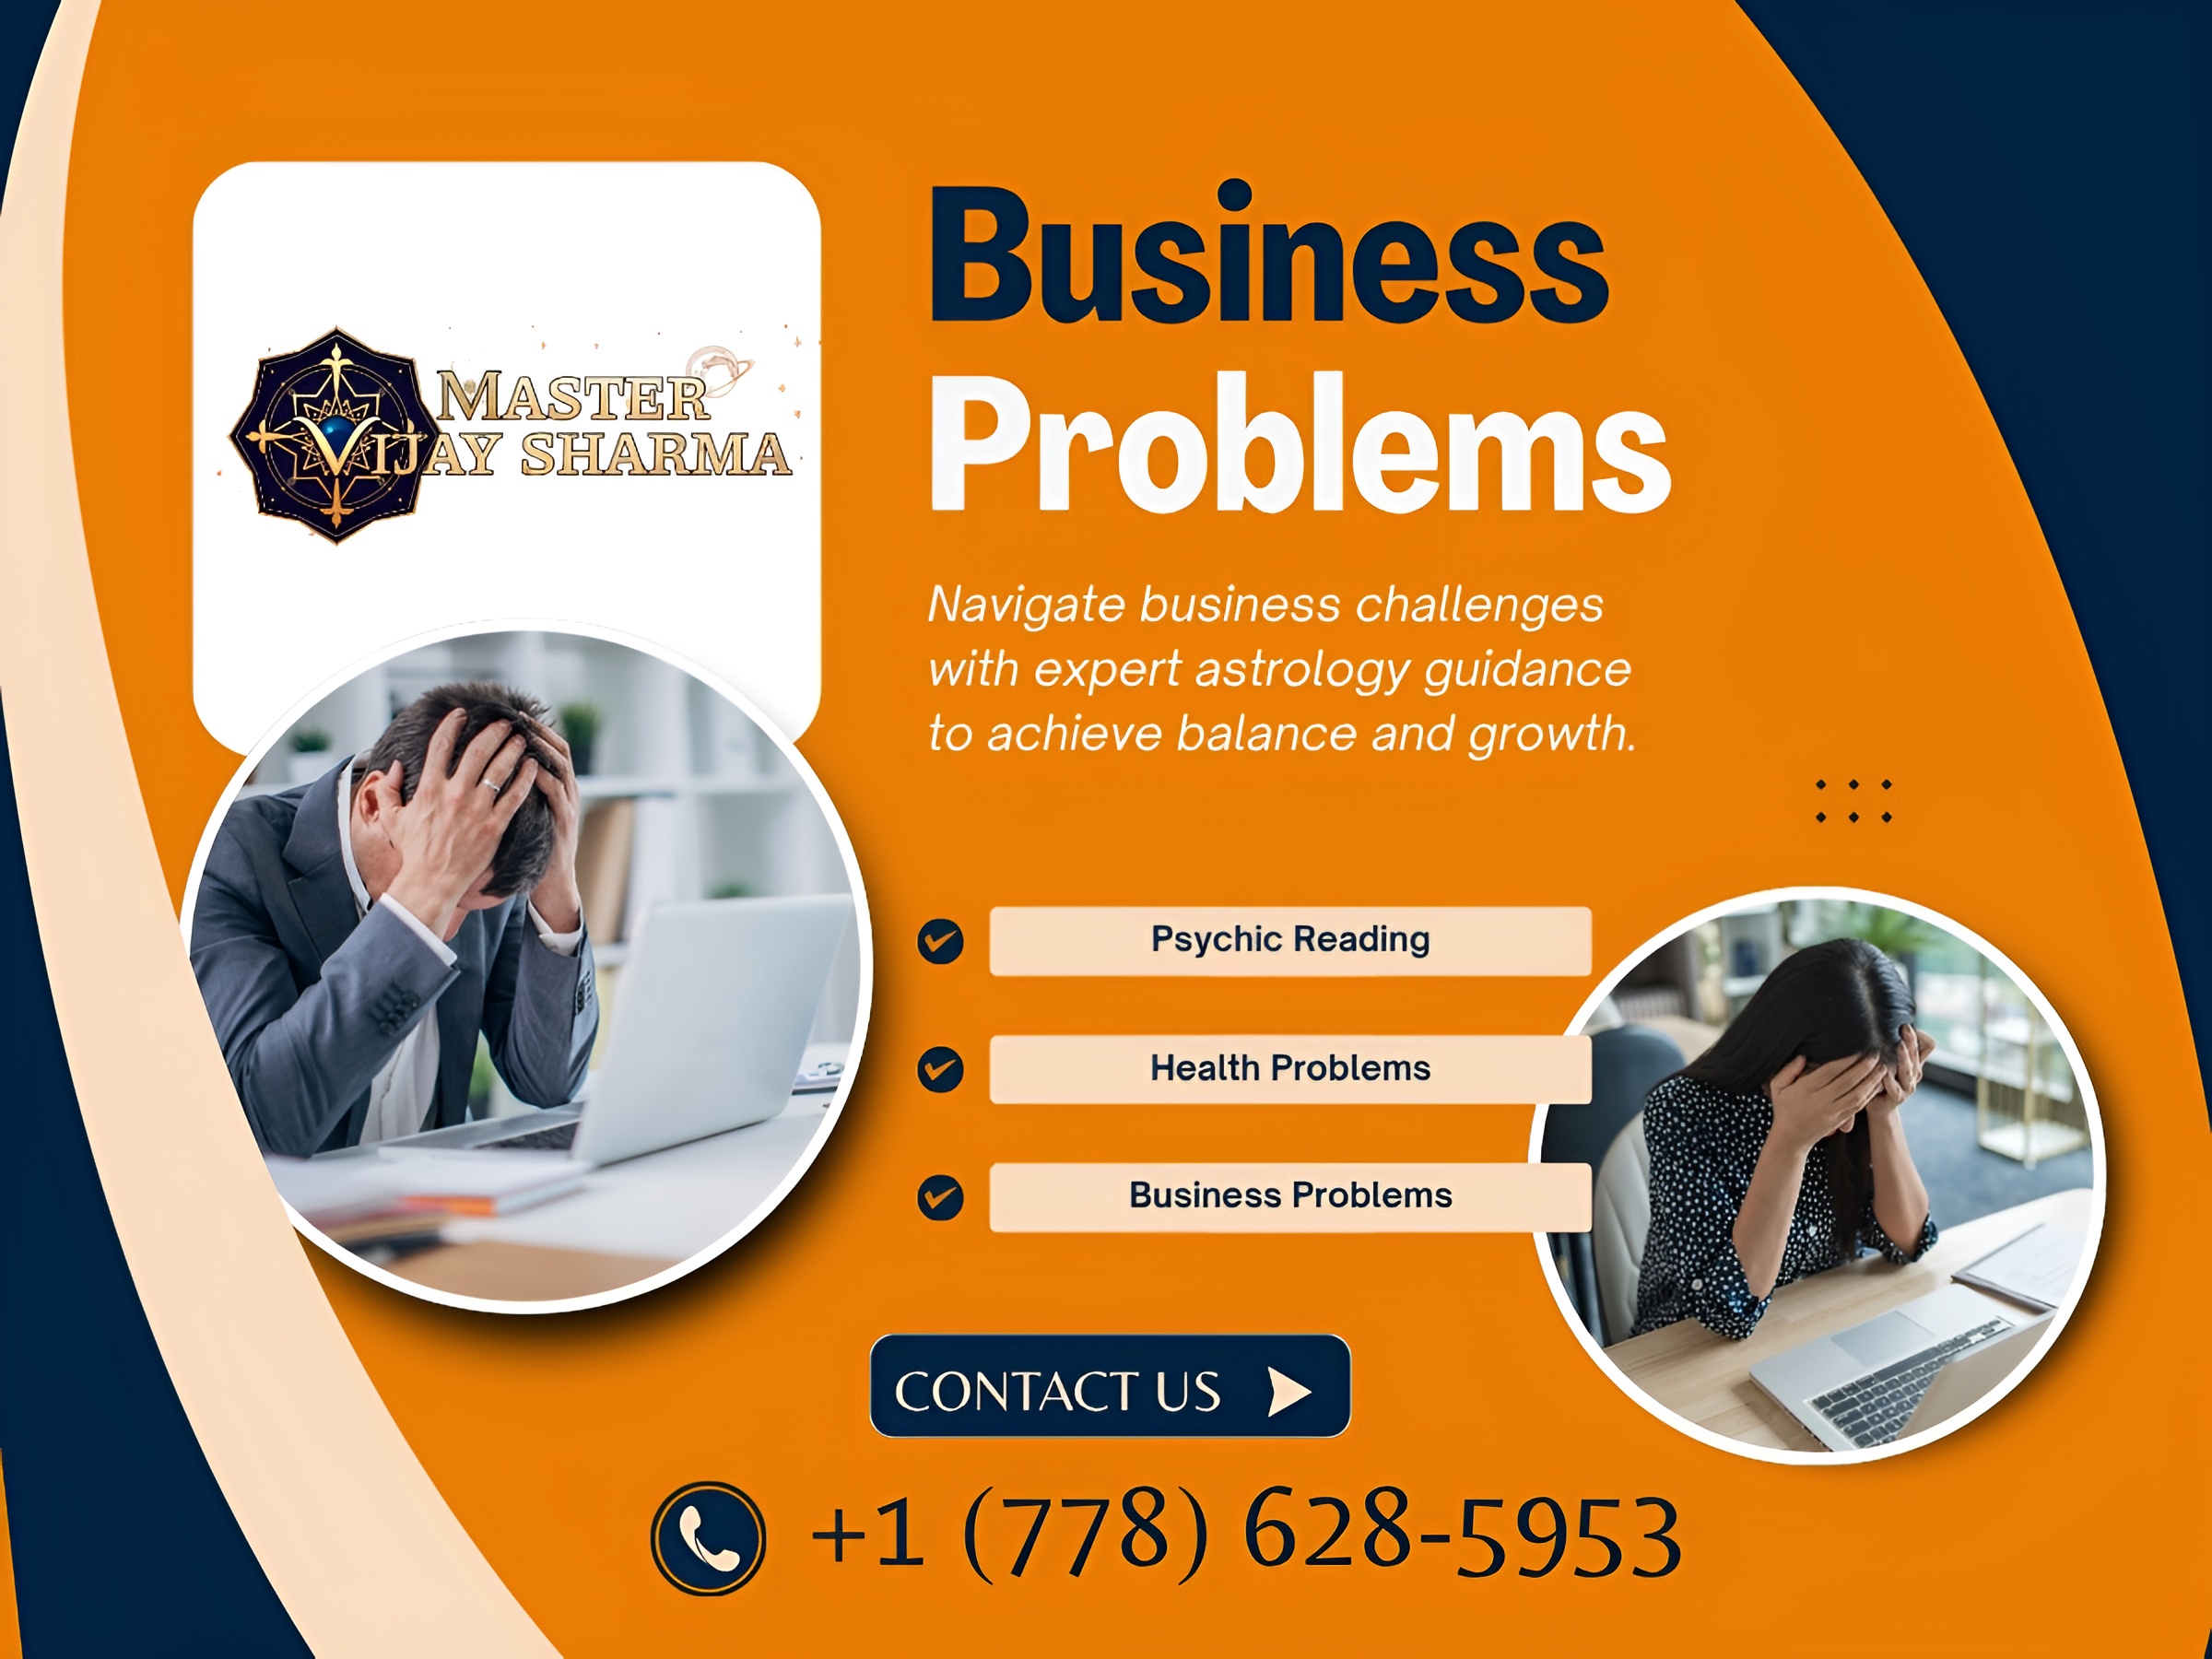 MASTER
VIJAY SHARMA
Business
Problems
Navigate business challenges
with expert astrology guidance
to achieve balance and growth.
Psychic Reading
Health Problems
Business Problems
CONTACT US
+1 (778) 628-5953